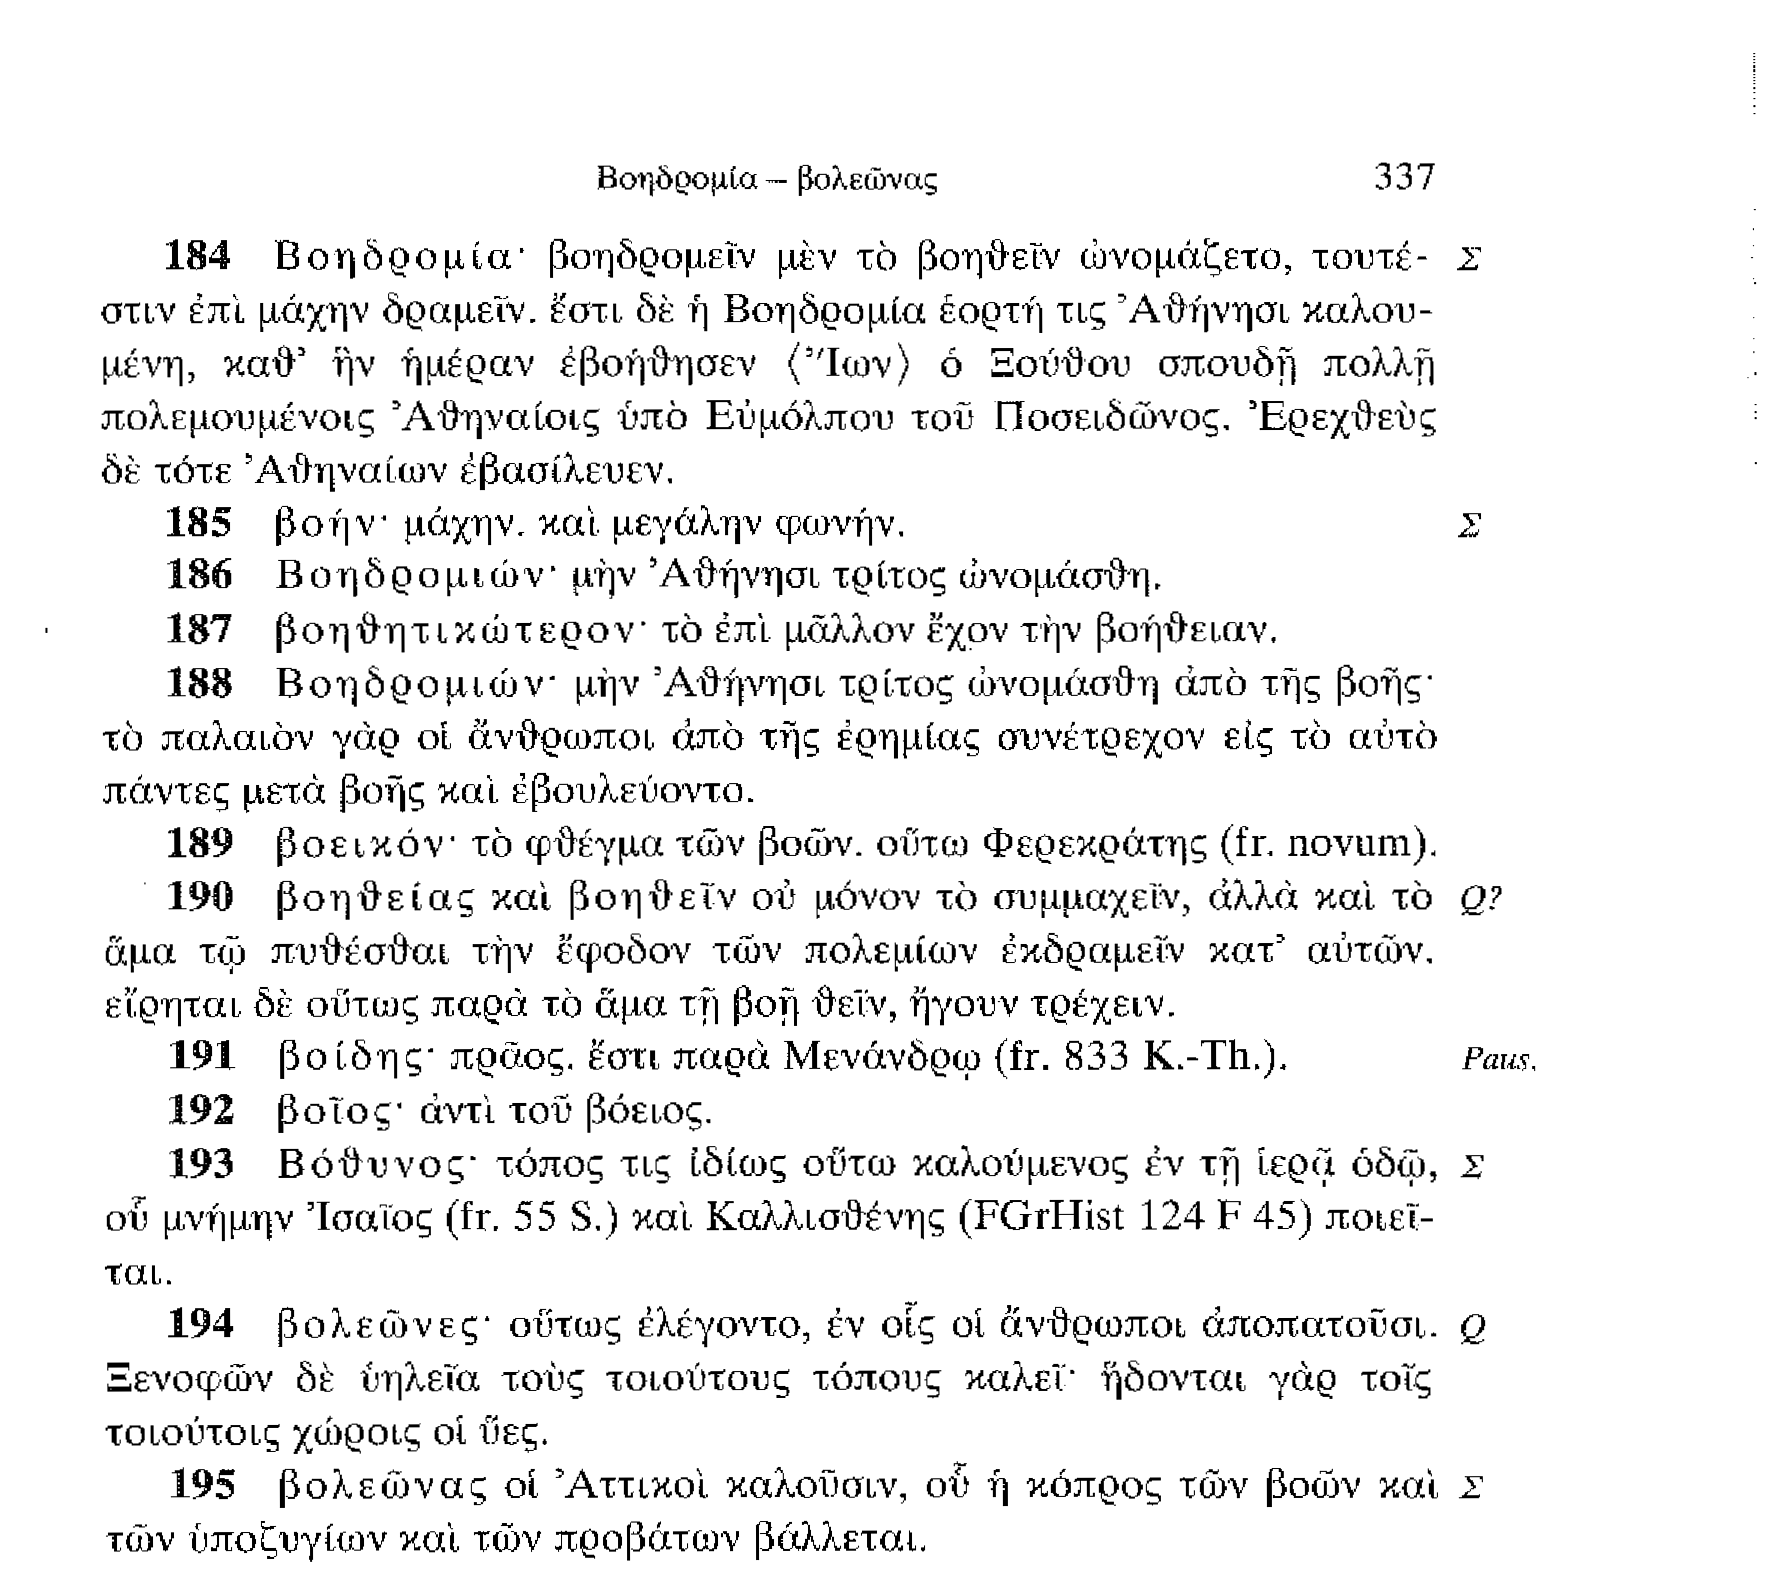 Βοηδρομία – βολεῶνας 337
184 Βοηδρομία· βοηδρομεῖν μὲν τὸ βοηθεῖν ὠνομάζετο, τουτέ- Σ
στιν ἐπὶ μάχην δραμεῖν. ἔστι δὲ ἡ Βοηδρομία ἑορτή τις Ἀθήνησι καλου-
μένη, καθ’ ἣν ἡμέραν ἐβοήθησεν ⟨Ἴων⟩ ὁ Ξούθου σπουδῇ πολλῇ
πολεμουμένοις Ἀθηναίοις ὑπὸ Εὐμόλπου τοῦ Ποσειδῶνος. Ἐρεχθεὺς
δὲ τότε Ἀθηναίων ἐβασίλευεν.
185 βοήν· μάχην. καὶ μεγάλην φωνήν. Σ
186 Βοηδρομιών· μὴν Ἀθήνησι τρίτος ὠνομάσθη.
187 βοηθητικώτερον· τὸ ἐπὶ μᾶλλον ἔχον τὴν βοήθειαν.
188 Βοηδρομιών· μὴν Ἀθήνησι τρίτος ὠνομάσθη ἀπὸ τῆς βοῆς·
τὸ παλαιὸν γὰρ οἱ ἄνθρωποι ἀπὸ τῆς ἐρημίας συνέτρεχον εἰς τὸ αὐτὸ
πάντες μετὰ βοῆς καὶ ἐβουλεύοντο.
189 βοεικόν· τὸ φθέγμα τῶν βοῶν. οὕτω Φερεκράτης (fr. novum).
190 βοηθείας καὶ βοηθεῖν οὐ μόνον τὸ συμμαχεῖν, ἀλλὰ καὶ τὸ Q?
ἅμα τῷ πυθέσθαι τὴν ἔφοδον τῶν πολεμίων ἐκδραμεῖν κατ’ αὐτῶν.
εἴρηται δὲ οὕτως παρὰ τὸ ἅμα τῇ βοῇ θεῖν, ἤγουν τρέχειν.
191 βοίδης· πρᾶος. ἔστι παρὰ Μενάνδρῳ (fr. 833 K.-Th.). Paus.
192 βοῖος· ἀντὶ τοῦ βόειος.
193 Βόθυνος· τόπος τις ἰδίως οὕτω καλούμενος ἐν τῇ ἱερᾷ ὁδῷ, Σ
οὗ μνήμην Ἰσαῖος (fr. 55 S.) καὶ Καλλισθένης (FGrHist 124 F 45) ποιεῖ-
ται.
194 βολεῶνες· οὕτως ἐλέγοντο, ἐν οἷς οἱ ἄνθρωποι ἀποπατοῦσι. Q
Ξενοφῶν δὲ ὑηλεῖα τοὺς τοιούτους τόπους καλεῖ· ἥδονται γὰρ τοῖς
τοιούτοις χώροις οἱ ὕες.
195 βολεῶνας οἱ Ἀττικοὶ καλοῦσιν, οὗ ἡ κόπρος τῶν βοῶν καὶ Σ
τῶν ὑποζυγίων καὶ τῶν προβάτων βάλλεται.